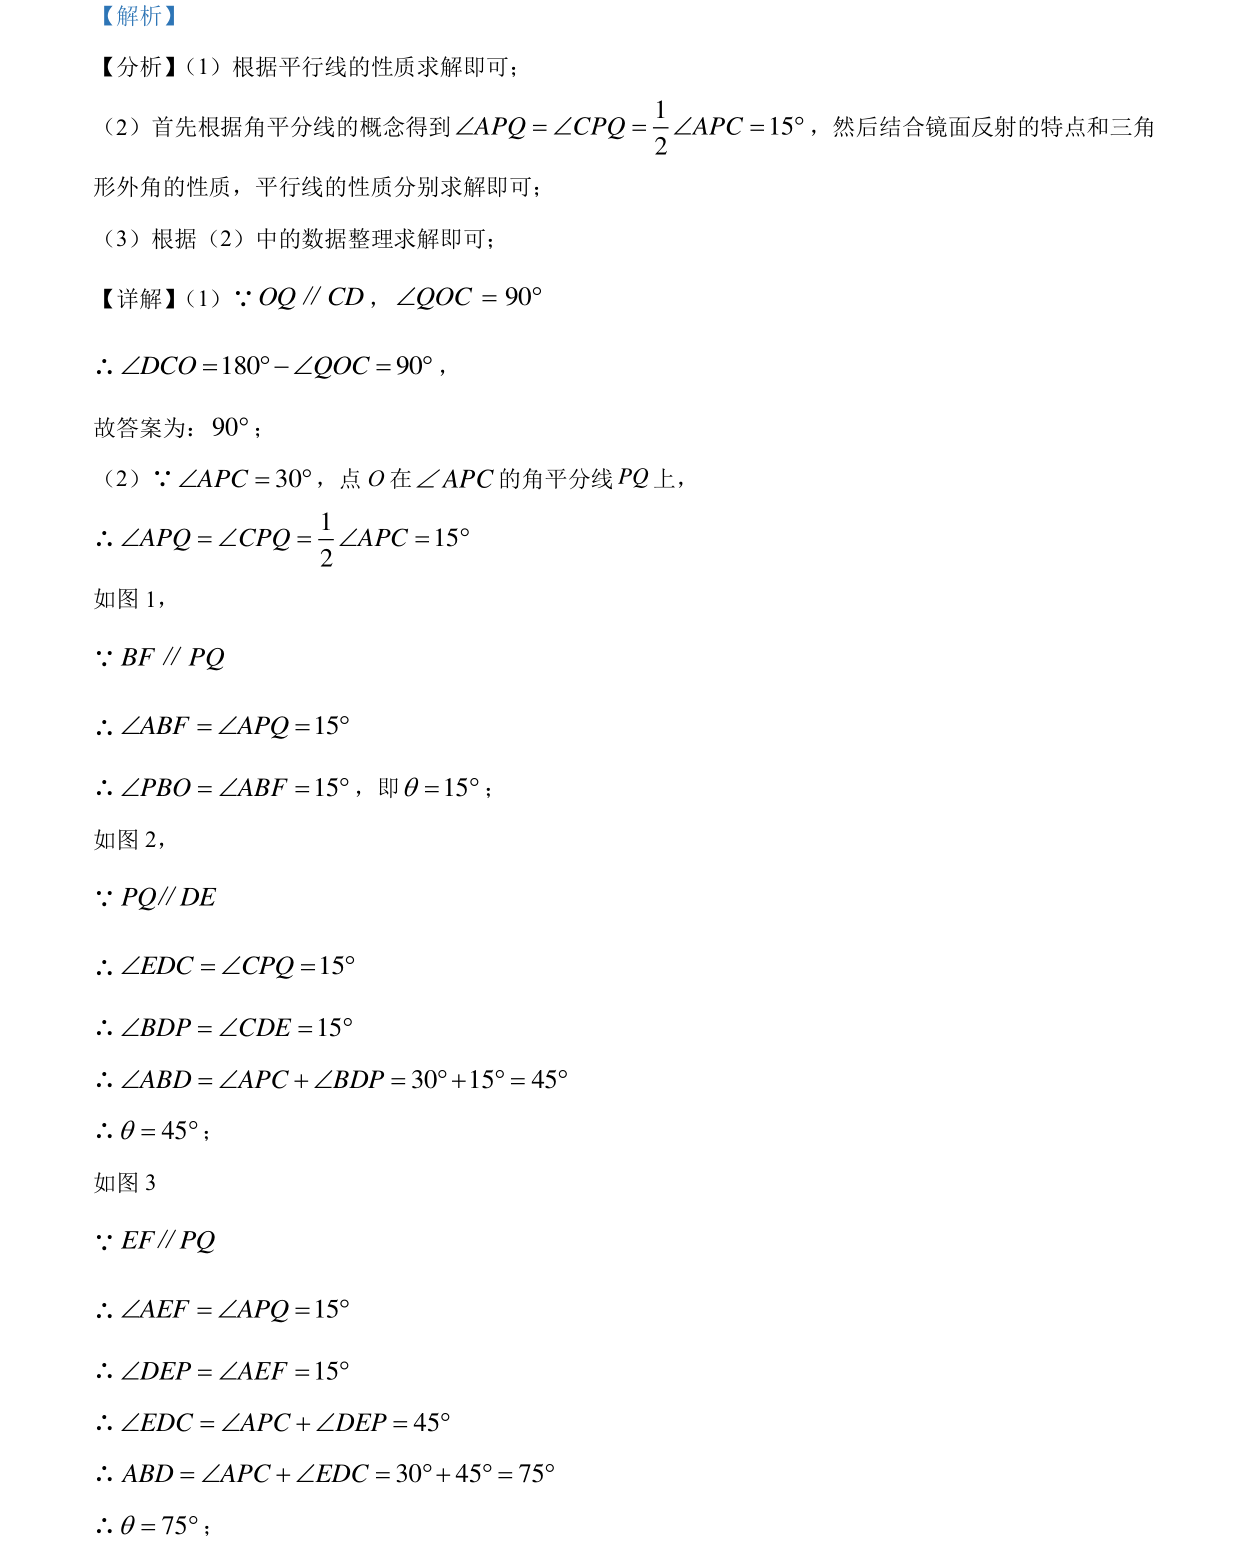 【解析】
【分析】（1）根据平行线的性质求解即可；
（2）首先根据角平分线的概念得到∠APQ = ∠CPQ = 1/2 ∠APC = 15°，然后结合镜面反射的特点和三角
形外角的性质，平行线的性质分别求解即可；
（3）根据（2）中的数据整理求解即可；
【详解】（1）∵ OQ // CD，∠QOC = 90°
∴ ∠DCO = 180° − ∠QOC = 90°，
故答案为：90°；
（2）∵ ∠APC = 30°，点 O 在∠APC 的角平分线 PQ 上，
∴ ∠APQ = ∠CPQ = 1/2 ∠APC = 15°
如图 1，
∵ BF // PQ
∴ ∠ABF = ∠APQ = 15°
∴ ∠PBO = ∠ABF = 15°，即 θ = 15°；
如图 2，
∵ PQ // DE
∴ ∠EDC = ∠CPQ = 15°
∴ ∠BDP = ∠CDE = 15°
∴ ∠ABD = ∠APC + ∠BDP = 30° + 15° = 45°
∴ θ = 45°；
如图 3
∵ EF // PQ
∴ ∠AEF = ∠APQ = 15°
∴ ∠DEP = ∠AEF = 15°
∴ ∠EDC = ∠APC + ∠DEP = 45°
∴ ABD = ∠APC + ∠EDC = 30° + 45° = 75°
∴ θ = 75°；